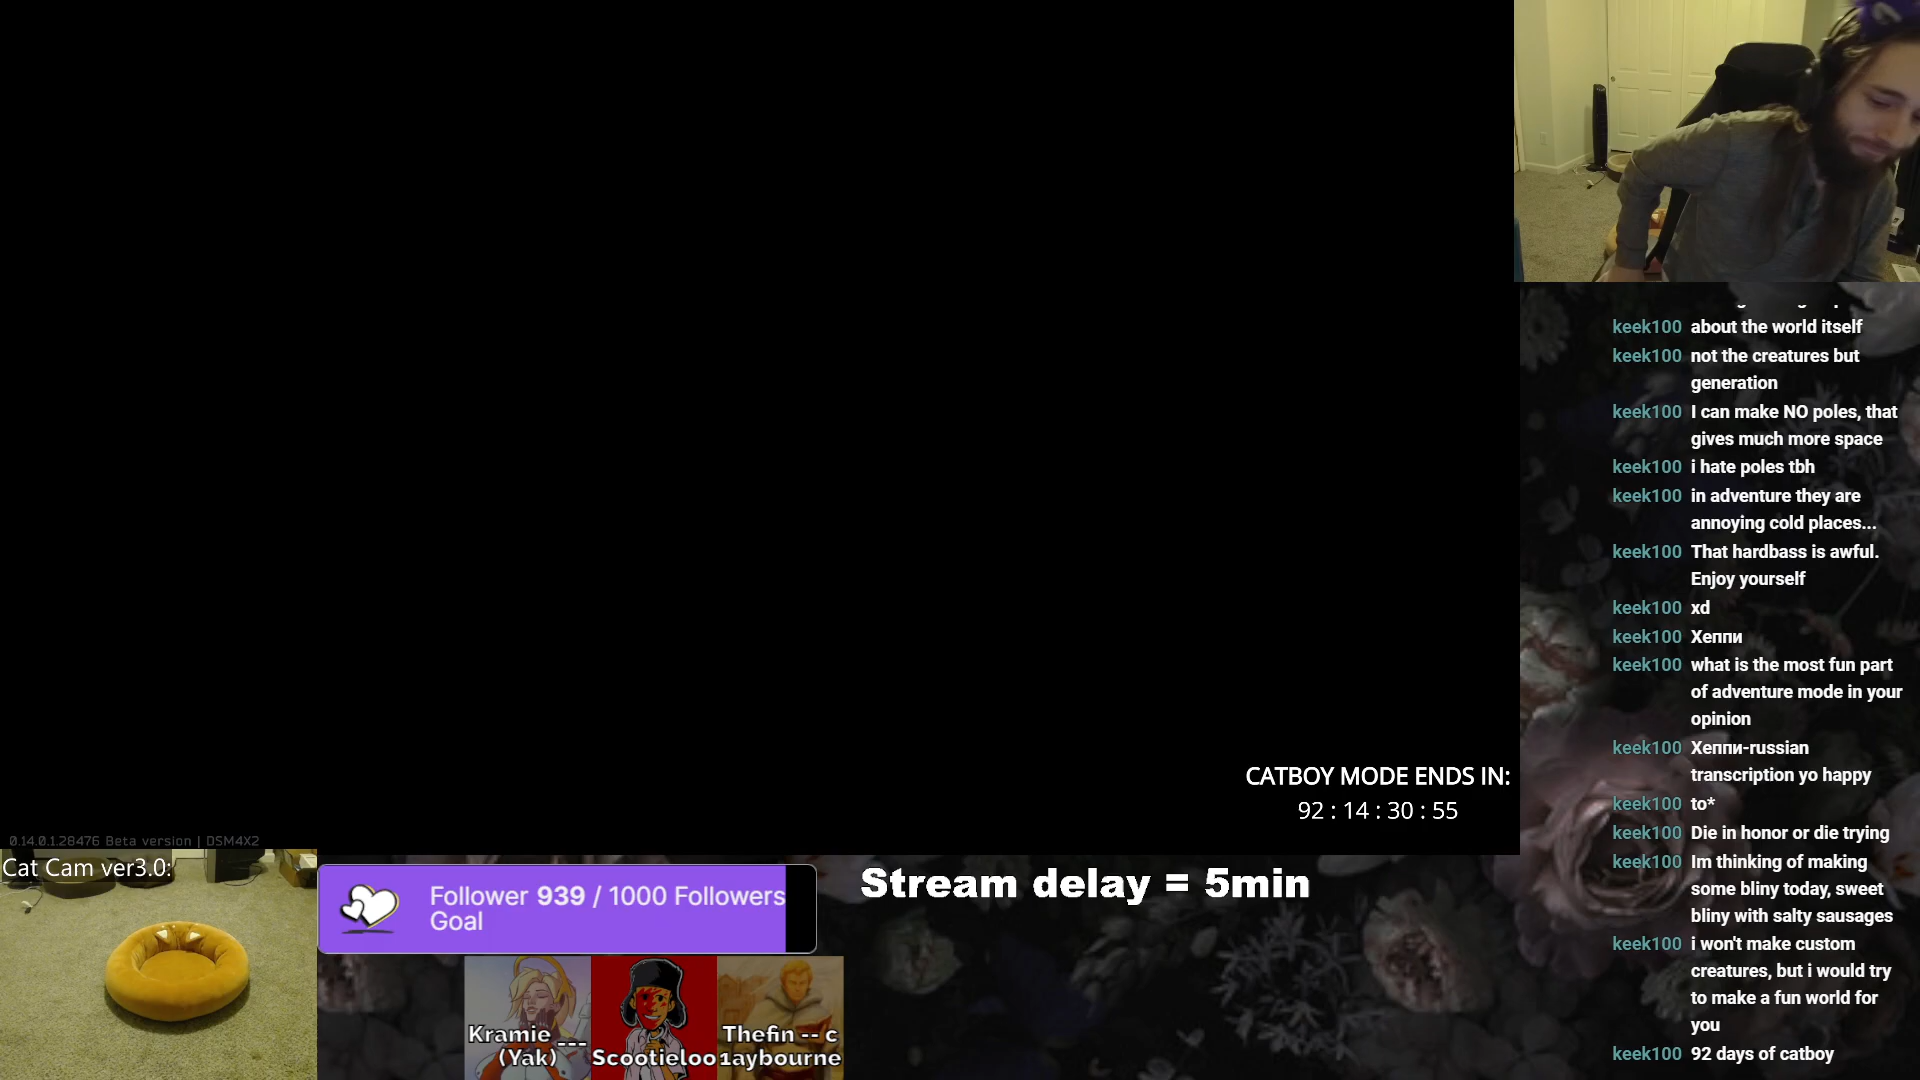 keek100 about the world itself
keek100 not the creatures but
generation
keek100 I can make NO poles, that
gives much more space
keek100 i hate poles tbh
keek100 in adventure they are
annoying cold places...
keek100 That hardbass is awful.
Enjoy yourself
keek100 xd
keek100 Хеппи
keek100 what is the most fun part
of adventure mode in your
opinion
keek100 Хеппи-russian
transcription yo happy
keek100 to*
keek100 Die in honor or die trying
keek100 Im thinking of making
some bliny today, sweet
bliny with salty sausages
keek100 i won't make custom
creatures, but i would try
to make a fun world for
you
keek100 92 days of catboy
CATBOY MODE ENDS IN:
92 : 14 : 30 : 55
0.14.0.1.28476 Beta version | DSM4X2
Cat Cam ver3.0:
Follower 939 / 1000 Followers
Goal
Stream delay = 5min
Kramie ---
(Yak)
Scootieloo
Thefin -- c
1aybourne